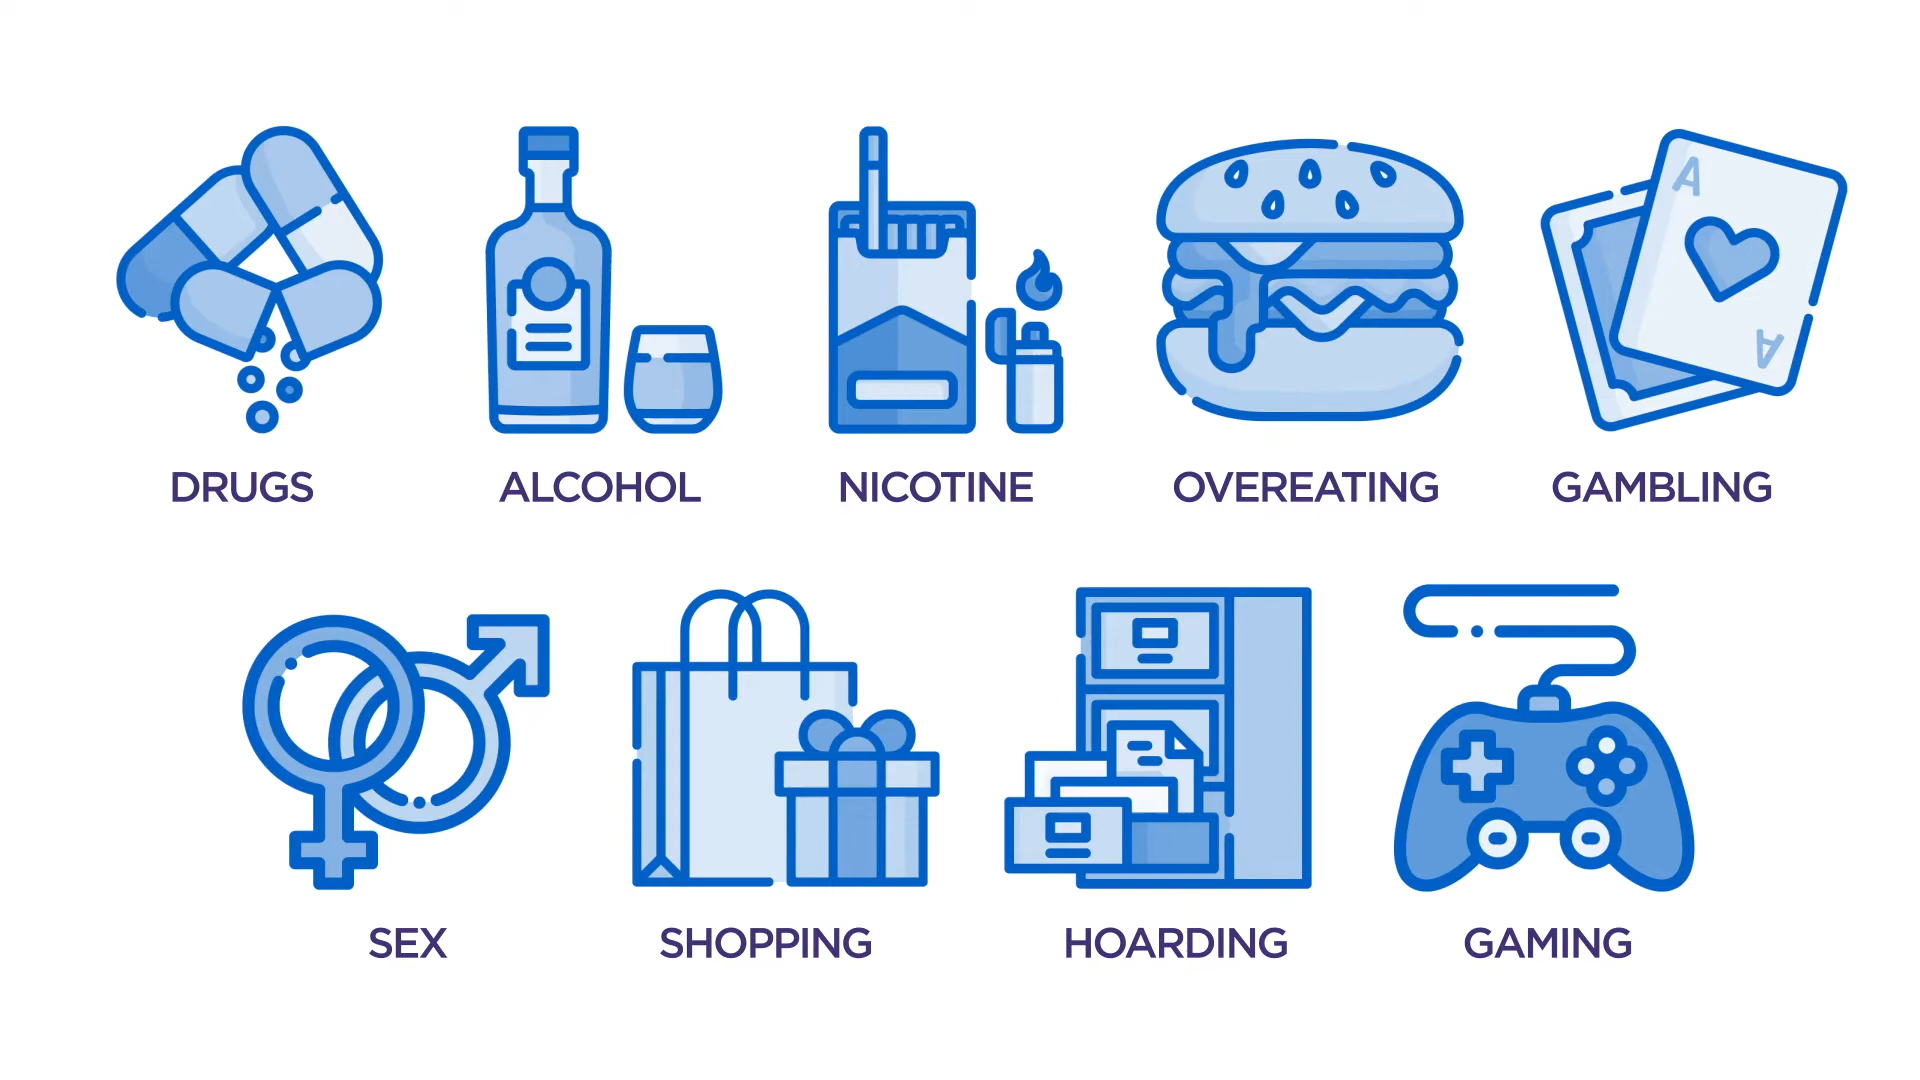 A
A
DRUGS
ALCOHOL
NICOTINE
OVEREATING
GAMBLING
SEX
SHOPPING
HOARDING
GAMING